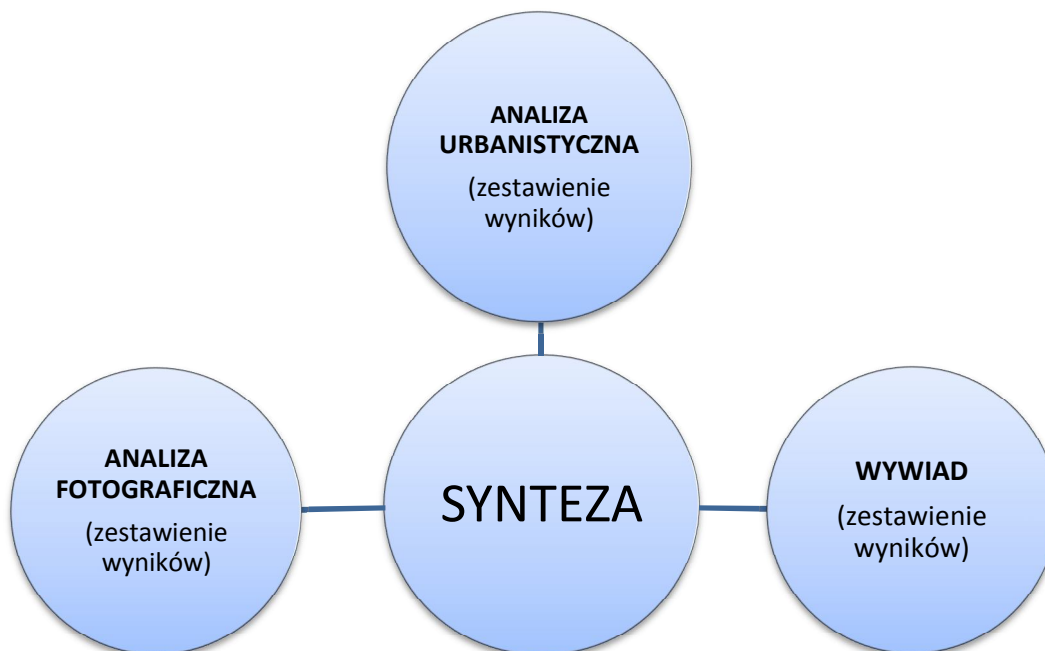 ANALIZA
URBANISTYCZNA
(zestawienie
wyników)
ANALIZA
FOTOGRAFICZNA
(zestawienie
wyników)
SYNTEZA
WYWIAD
(zestawienie
wyników)